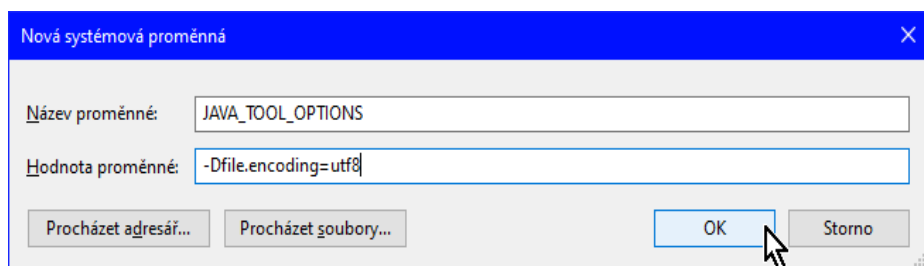 Nová systémová proměnná
Název proměnné: JAVA_TOOL_OPTIONS
Hodnota proměnné: -Dfile.encoding=utf8
Procházet adresář... Procházet soubory... OK Storno